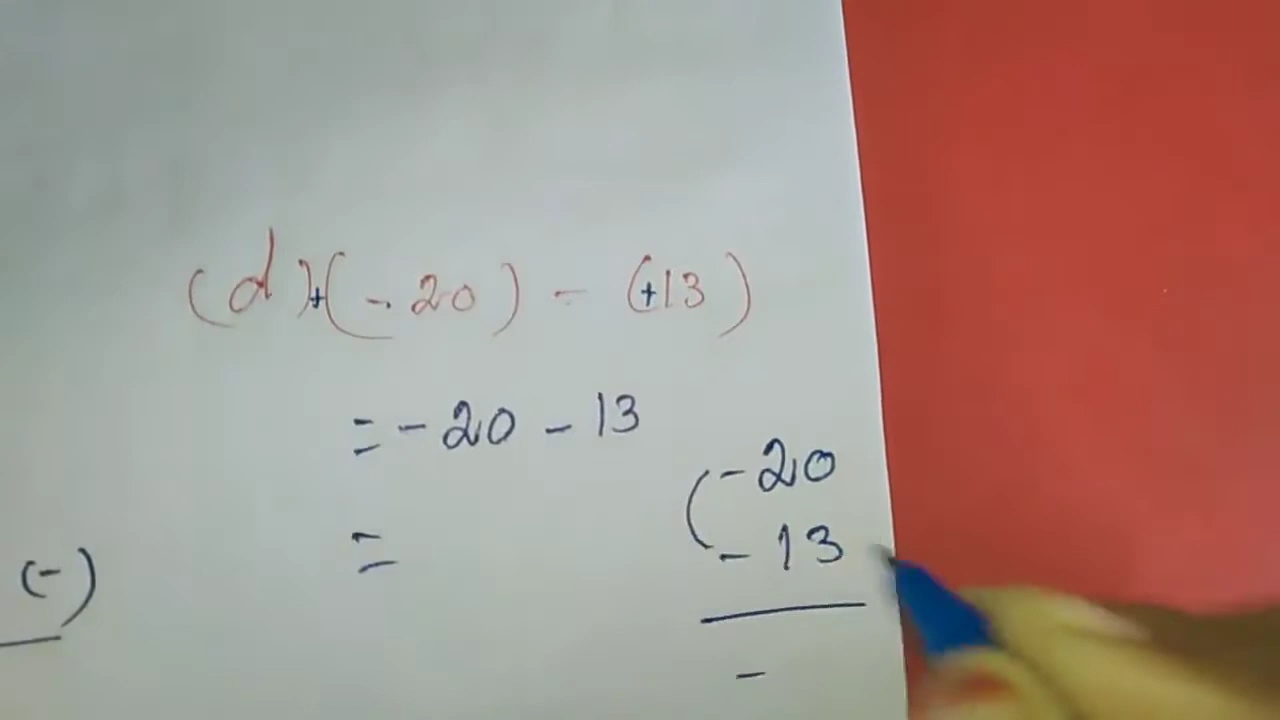 (d)+(-20) - (+13)
= -20 - 13
(-20
- 13
=
(-)
-